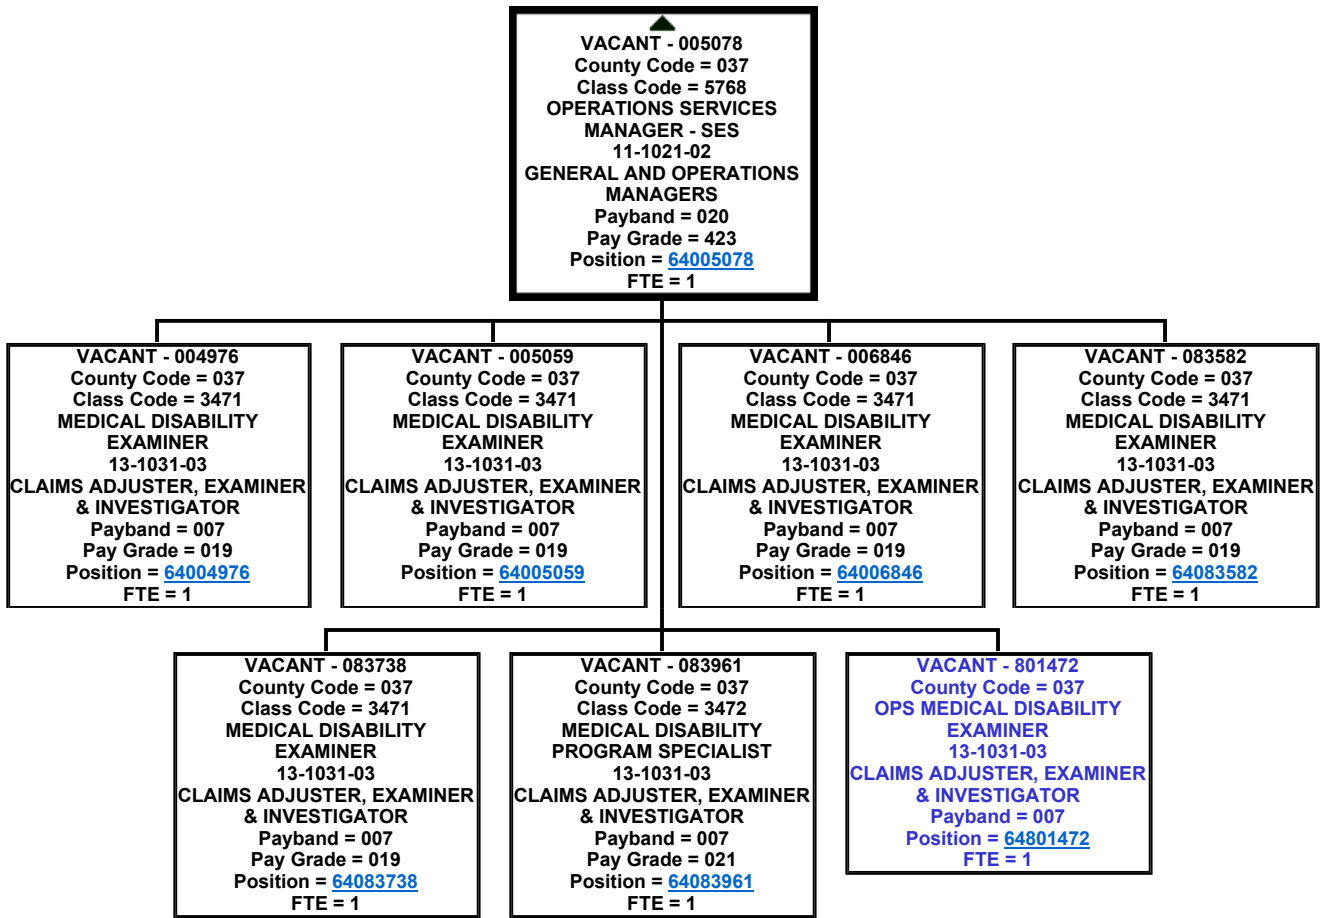 VACANT - 005078
County Code = 037
Class Code = 5768
OPERATIONS SERVICES
MANAGER - SES
11-1021-02
GENERAL AND OPERATIONS
MANAGERS
Payband = 020
Pay Grade = 423
Position = 64005078
FTE = 1
VACANT - 004976
County Code = 037
Class Code = 3471
MEDICAL DISABILITY
EXAMINER
13-1031-03
CLAIMS ADJUSTER, EXAMINER
& INVESTIGATOR
Payband = 007
Pay Grade = 019
Position = 64004976
FTE = 1
VACANT - 005059
County Code = 037
Class Code = 3471
MEDICAL DISABILITY
EXAMINER
13-1031-03
CLAIMS ADJUSTER, EXAMINER
& INVESTIGATOR
Payband = 007
Pay Grade = 019
Position = 64005059
FTE = 1
VACANT - 006846
County Code = 037
Class Code = 3471
MEDICAL DISABILITY
EXAMINER
13-1031-03
CLAIMS ADJUSTER, EXAMINER
& INVESTIGATOR
Payband = 007
Pay Grade = 019
Position = 64006846
FTE = 1
VACANT - 083582
County Code = 037
Class Code = 3471
MEDICAL DISABILITY
EXAMINER
13-1031-03
CLAIMS ADJUSTER, EXAMINER
& INVESTIGATOR
Payband = 007
Pay Grade = 019
Position = 64083582
FTE = 1
VACANT - 083738
County Code = 037
Class Code = 3471
MEDICAL DISABILITY
EXAMINER
13-1031-03
CLAIMS ADJUSTER, EXAMINER
& INVESTIGATOR
Payband = 007
Pay Grade = 019
Position = 64083738
FTE = 1
VACANT - 083961
County Code = 037
Class Code = 3472
MEDICAL DISABILITY
PROGRAM SPECIALIST
13-1031-03
CLAIMS ADJUSTER, EXAMINER
& INVESTIGATOR
Payband = 007
Pay Grade = 021
Position = 64083961
FTE = 1
VACANT - 801472
County Code = 037
OPS MEDICAL DISABILITY
EXAMINER
13-1031-03
CLAIMS ADJUSTER, EXAMINER
& INVESTIGATOR
Payband = 007
Position = 64801472
FTE = 1